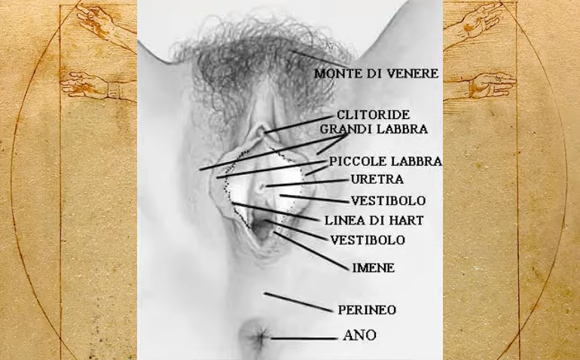 MONTE DI VENERE
CLITORIDE
GRANDI LABBRA
PICCOLE LABBRA
URETRA
VESTIBOLO
LINEA DI HART
VESTIBOLO
IMENE
PERINEO
ANO